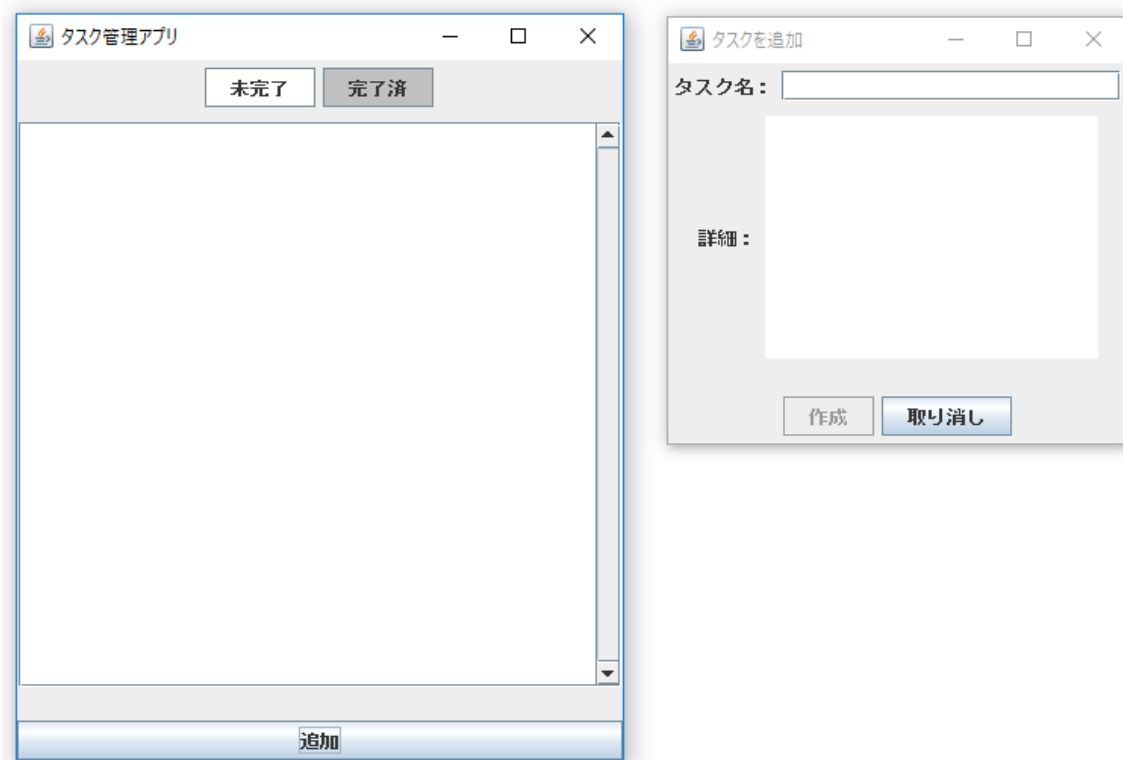 タスク管理アプリ
未完了 完了済
追加
タスクを追加
タスク名：
詳細：
作成 取り消し